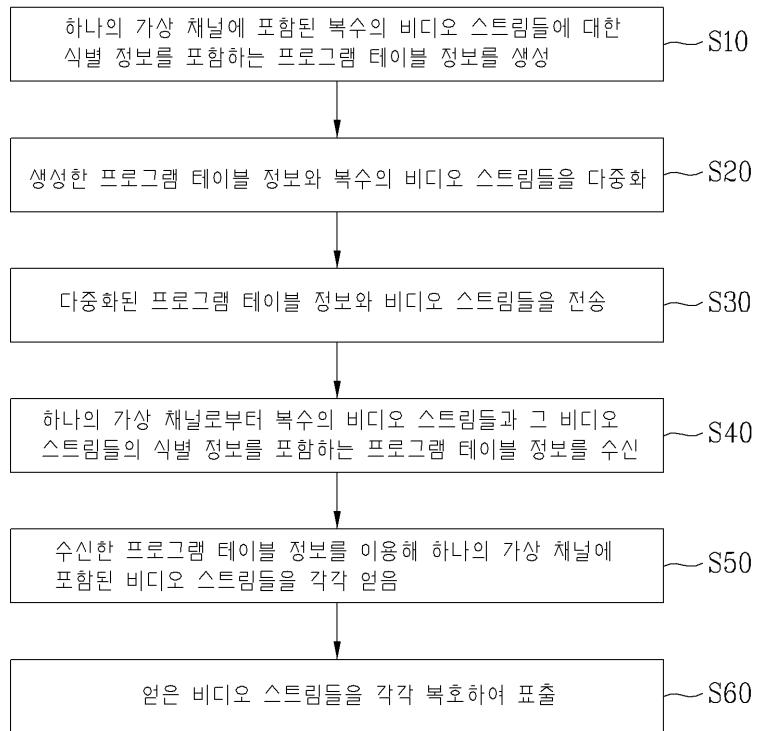 하나의 가상 채널에 포함된 복수의 비디오 스트림들에 대한
식별 정보를 포함하는 프로그램 테이블 정보를 생성
S10
생성한 프로그램 테이블 정보와 복수의 비디오 스트림들을 다중화
S20
다중화된 프로그램 테이블 정보와 비디오 스트림들을 전송
S30
하나의 가상 채널로부터 복수의 비디오 스트림들과 그 비디오
스트림들의 식별 정보를 포함하는 프로그램 테이블 정보를 수신
S40
수신한 프로그램 테이블 정보를 이용해 하나의 가상 채널에
포함된 비디오 스트림들을 각각 얻음
S50
얻은 비디오 스트림들을 각각 복호하여 표출
S60